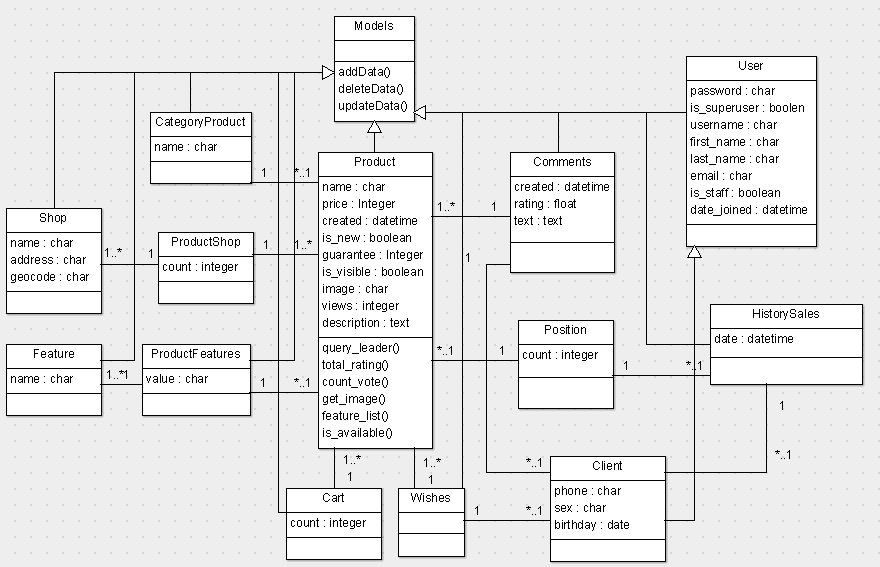 Models
addData()
deleteData()
updateData()
User
password : char
is_superuser : boolen
username : char
first_name : char
last_name : char
email : char
is_staff : boolean
date_joined : datetime
CategoryProduct
name : char
1
*..1
Product
name : char
price : Integer
created : datetime
is_new : boolean
guarantee : Integer
is_visible : boolean
image : char
views : integer
description : text
query_leader()
total_rating()
count_vote()
get_image()
feature_list()
is_available()
Comments
created : datetime
rating : float
text : text
1..*
1
Shop
name : char
address : char
geocode : char
1..*
1
ProductShop
count : integer
1
1..*
1
Feature
name : char
1..*1
ProductFeatures
value : char
1
*..1
*..1
1
Position
count : integer
1
*..1
HistorySales
date : datetime
1
*..1
1..*
1
1..*
1
Cart
count : integer
Wishes
1
*..1
*..1
Client
phone : char
sex : char
birthday : date